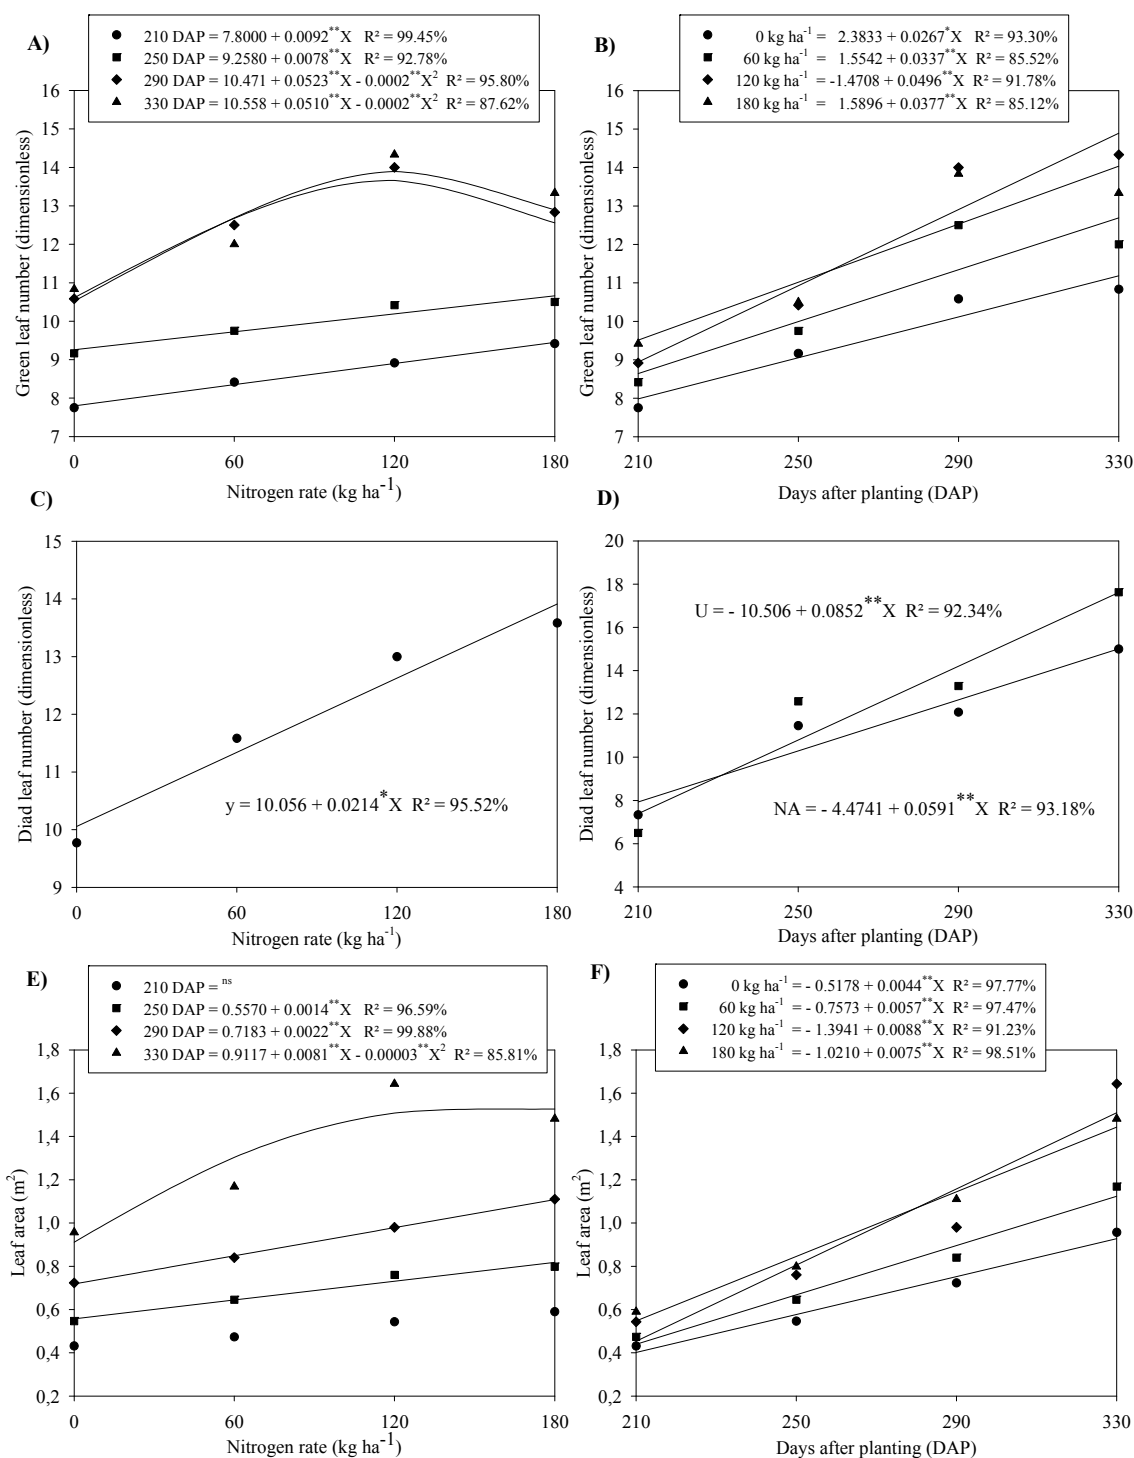 A)
210 DAP = 7.8000 + 0.0092**X R² = 99.45%
250 DAP = 9.2580 + 0.0078**X R² = 92.78%
290 DAP = 10.471 + 0.0523**X - 0.0002**X² R² = 95.80%
330 DAP = 10.558 + 0.0510**X - 0.0002**X² R² = 87.62%
Green leaf number (dimensionless)
16
15
14
13
12
11
10
9
8
7
0 60 120 180
Nitrogen rate (kg ha⁻¹)
B)
0 kg ha⁻¹ = 2.3833 + 0.0267*X R² = 93.30%
60 kg ha⁻¹ = 1.5542 + 0.0337**X R² = 85.52%
120 kg ha⁻¹ = -1.4708 + 0.0496**X R² = 91.78%
180 kg ha⁻¹ = 1.5896 + 0.0377**X R² = 85.12%
Green leaf number (dimensionless)
16
15
14
13
12
11
10
9
8
7
210 250 290 330
Days after planting (DAP)
C)
Diad leaf number (dimensionless)
15
14
13
12
11
10
9
y = 10.056 + 0.0214*X R² = 95.52%
0 60 120 180
Nitrogen rate (kg ha⁻¹)
D)
Diad leaf number (dimensionless)
20
18
16
14
12
10
8
6
4
U = - 10.506 + 0.0852**X R² = 92.34%
NA = - 4.4741 + 0.0591**X R² = 93.18%
210 250 290 330
Days after planting (DAP)
E)
210 DAP = ns
250 DAP = 0.5570 + 0.0014**X R² = 96.59%
290 DAP = 0.7183 + 0.0022**X R² = 99.88%
330 DAP = 0.9117 + 0.0081**X - 0.00003**X² R² = 85.81%
Leaf area (m²)
1,8
1,6
1,4
1,2
1,0
0,8
0,6
0,4
0,2
0 60 120 180
Nitrogen rate (kg ha⁻¹)
F)
0 kg ha⁻¹ = - 0.5178 + 0.0044**X R² = 97.77%
60 kg ha⁻¹ = - 0.7573 + 0.0057**X R² = 97.47%
120 kg ha⁻¹ = - 1.3941 + 0.0088**X R² = 91.23%
180 kg ha⁻¹ = - 1.0210 + 0.0075**X R² = 98.51%
Leaf area (m²)
1,8
1,6
1,4
1,2
1,0
0,8
0,6
0,4
0,2
210 250 290 330
Days after planting (DAP)